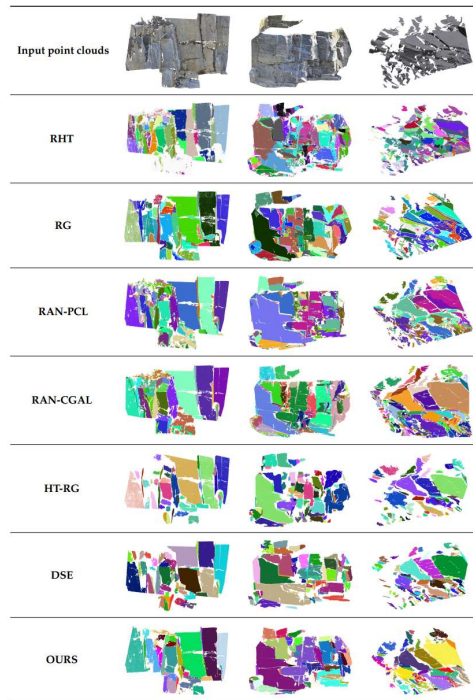 Input point clouds
RHT
RG
RAN-PCL
RAN-CGAL
HT-RG
DSE
OURS